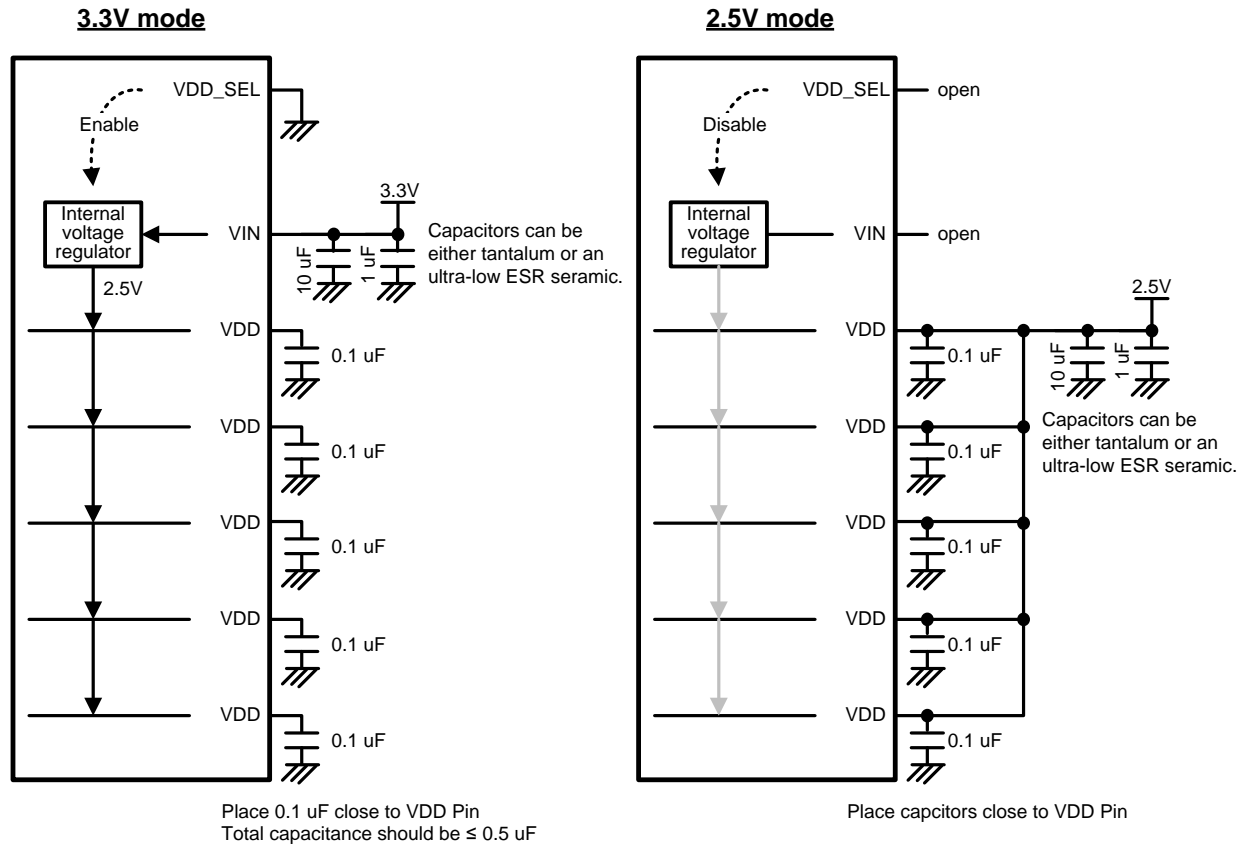 3.3V mode
VDD_SEL
Enable
Internal
voltage
regulator
VIN
3.3V
10 uF
1 uF
Capacitors can be
either tantalum or an
ultra-low ESR seramic.
2.5V
VDD
0.1 uF
VDD
0.1 uF
VDD
0.1 uF
VDD
0.1 uF
VDD
0.1 uF
Place 0.1 uF close to VDD Pin
Total capacitance should be ≤ 0.5 uF
2.5V mode
VDD_SEL
open
Disable
Internal
voltage
regulator
VIN
open
2.5V
VDD
0.1 uF
10 uF
1 uF
Capacitors can be
either tantalum or an
ultra-low ESR seramic.
VDD
0.1 uF
VDD
0.1 uF
VDD
0.1 uF
VDD
0.1 uF
Place capcitors close to VDD Pin